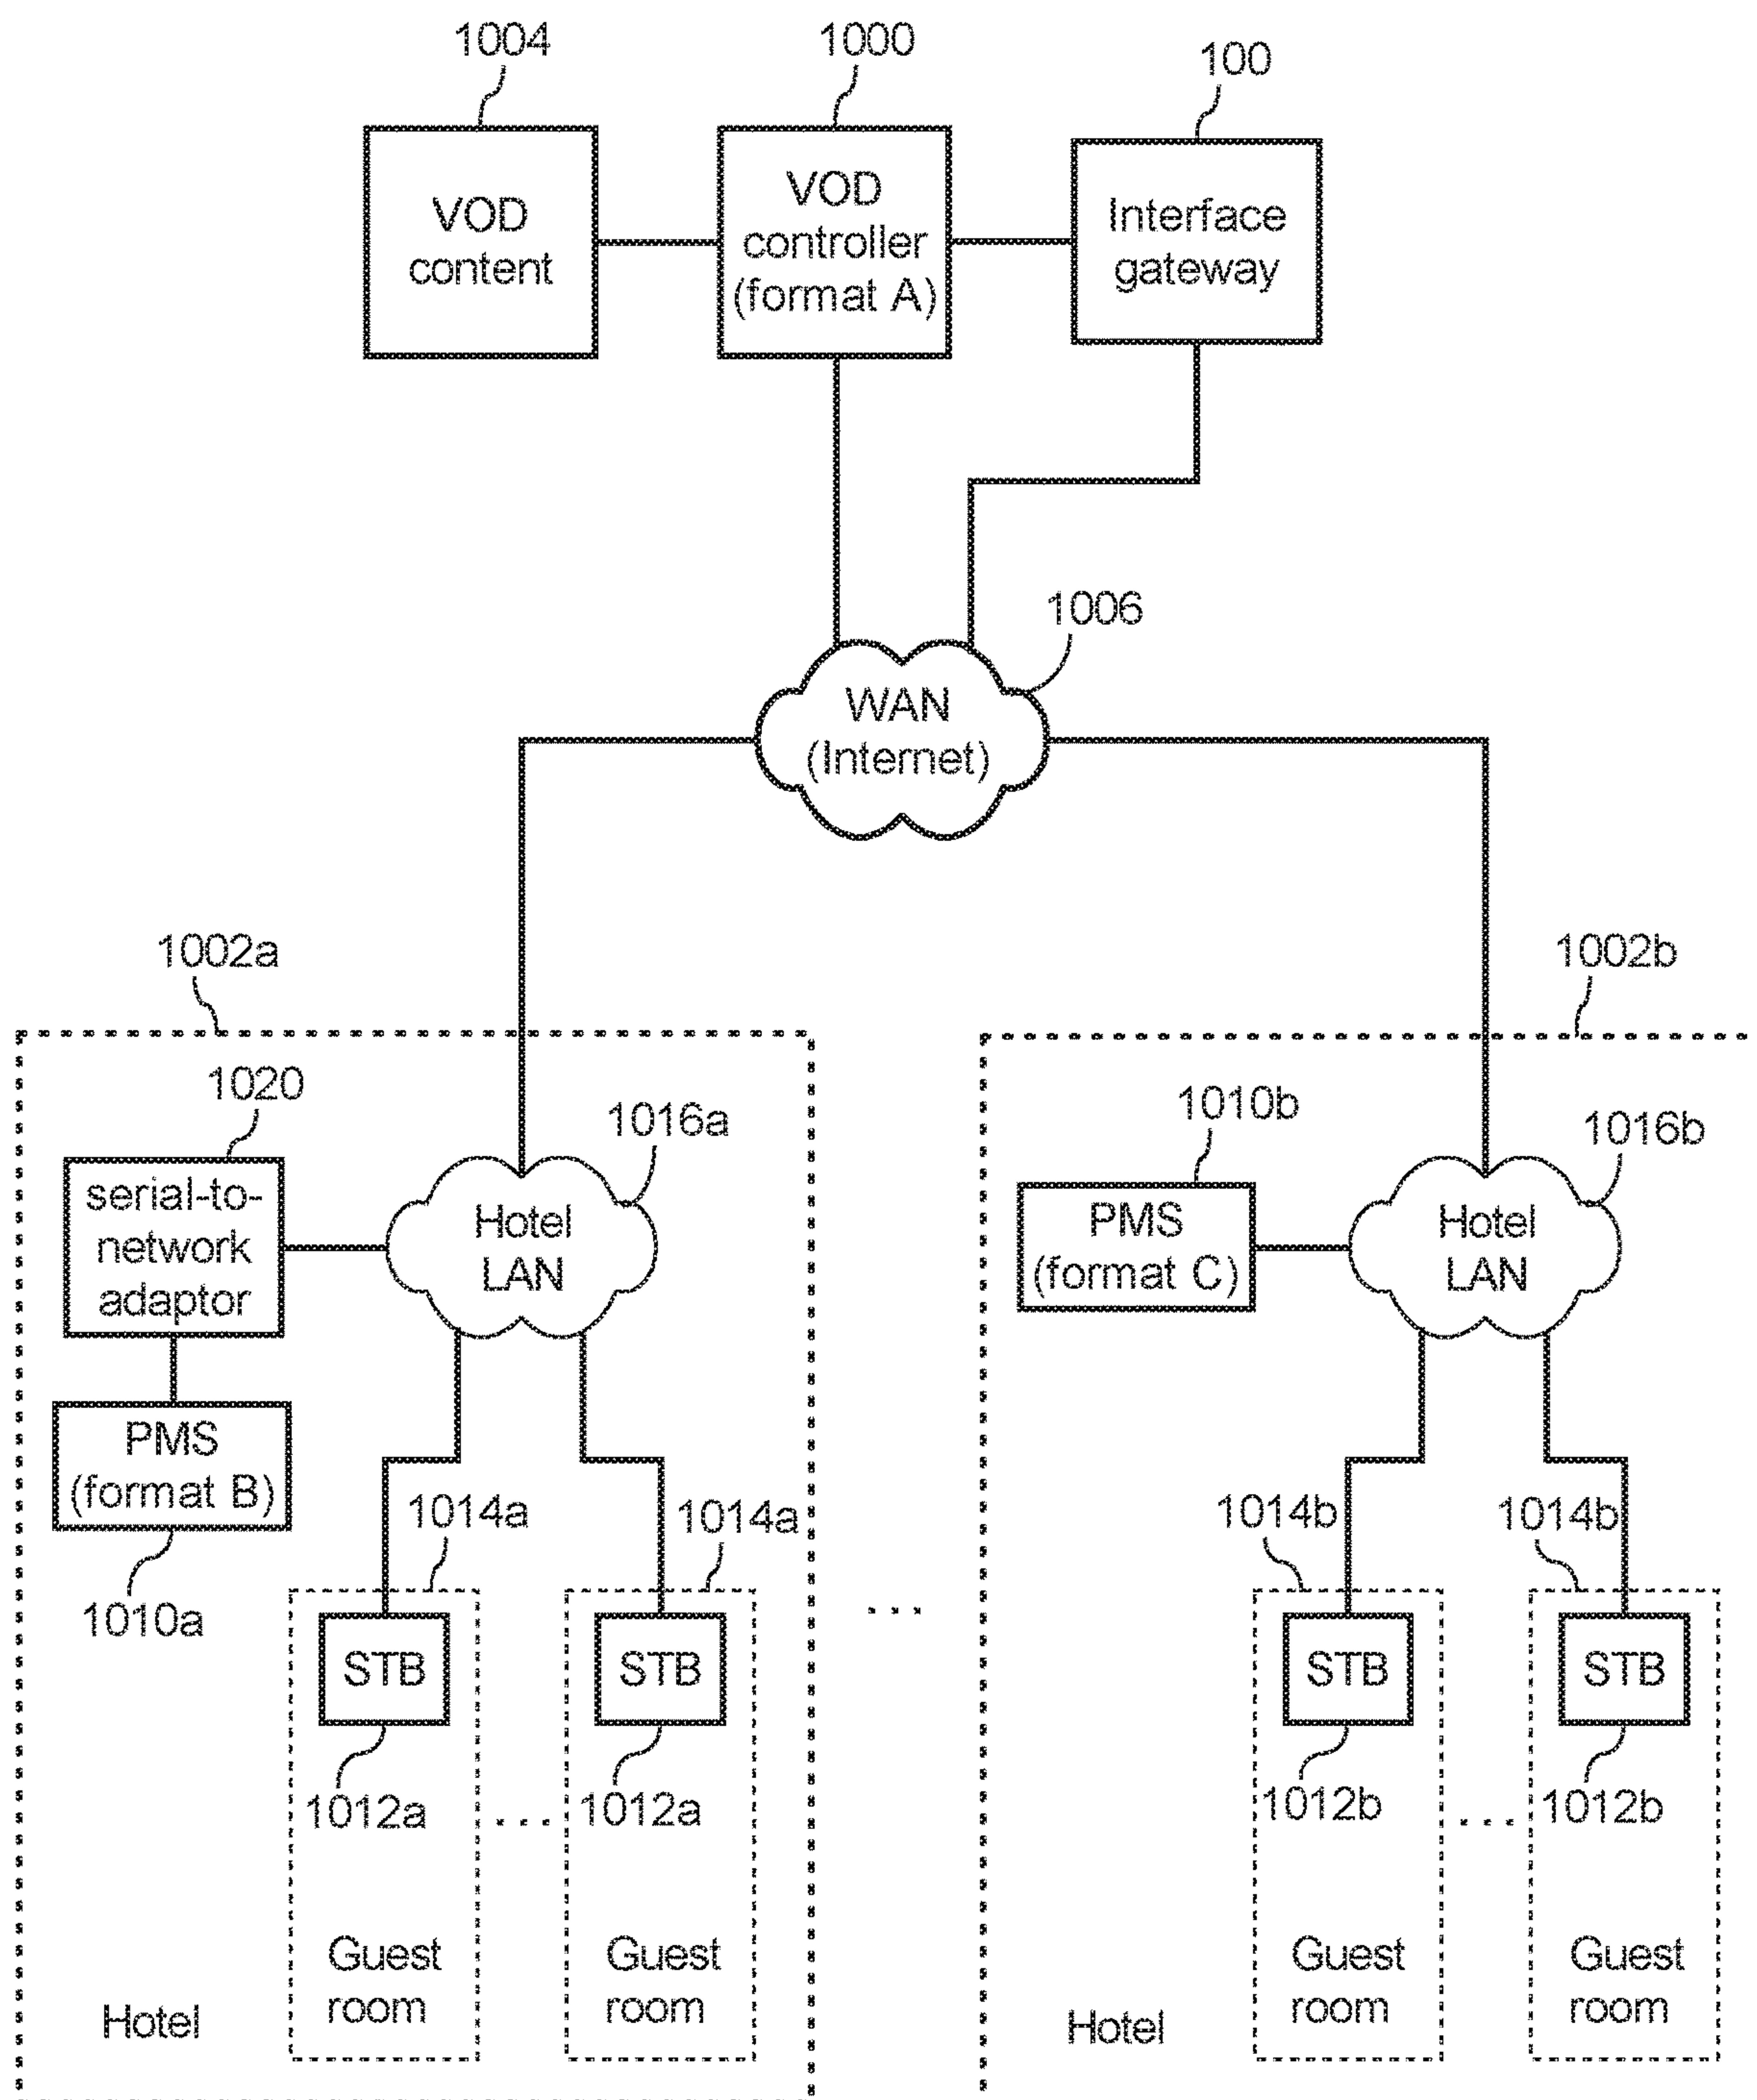 1004
1000
100
VOD
content
VOD
controller
(format A)
Interface
gateway
1006
WAN
(Internet)
1002a
1002b
1020
1016a
1010b
1016b
serial-to-
network
adaptor
Hotel
LAN
PMS
(format C)
Hotel
LAN
PMS
(format B)
1010a
1014a
1014a
1014b
1014b
STB
STB
STB
STB
1012a
1012a
1012b
1012b
...
...
...
Guest
room
Guest
room
Guest
room
Guest
room
Hotel
Hotel